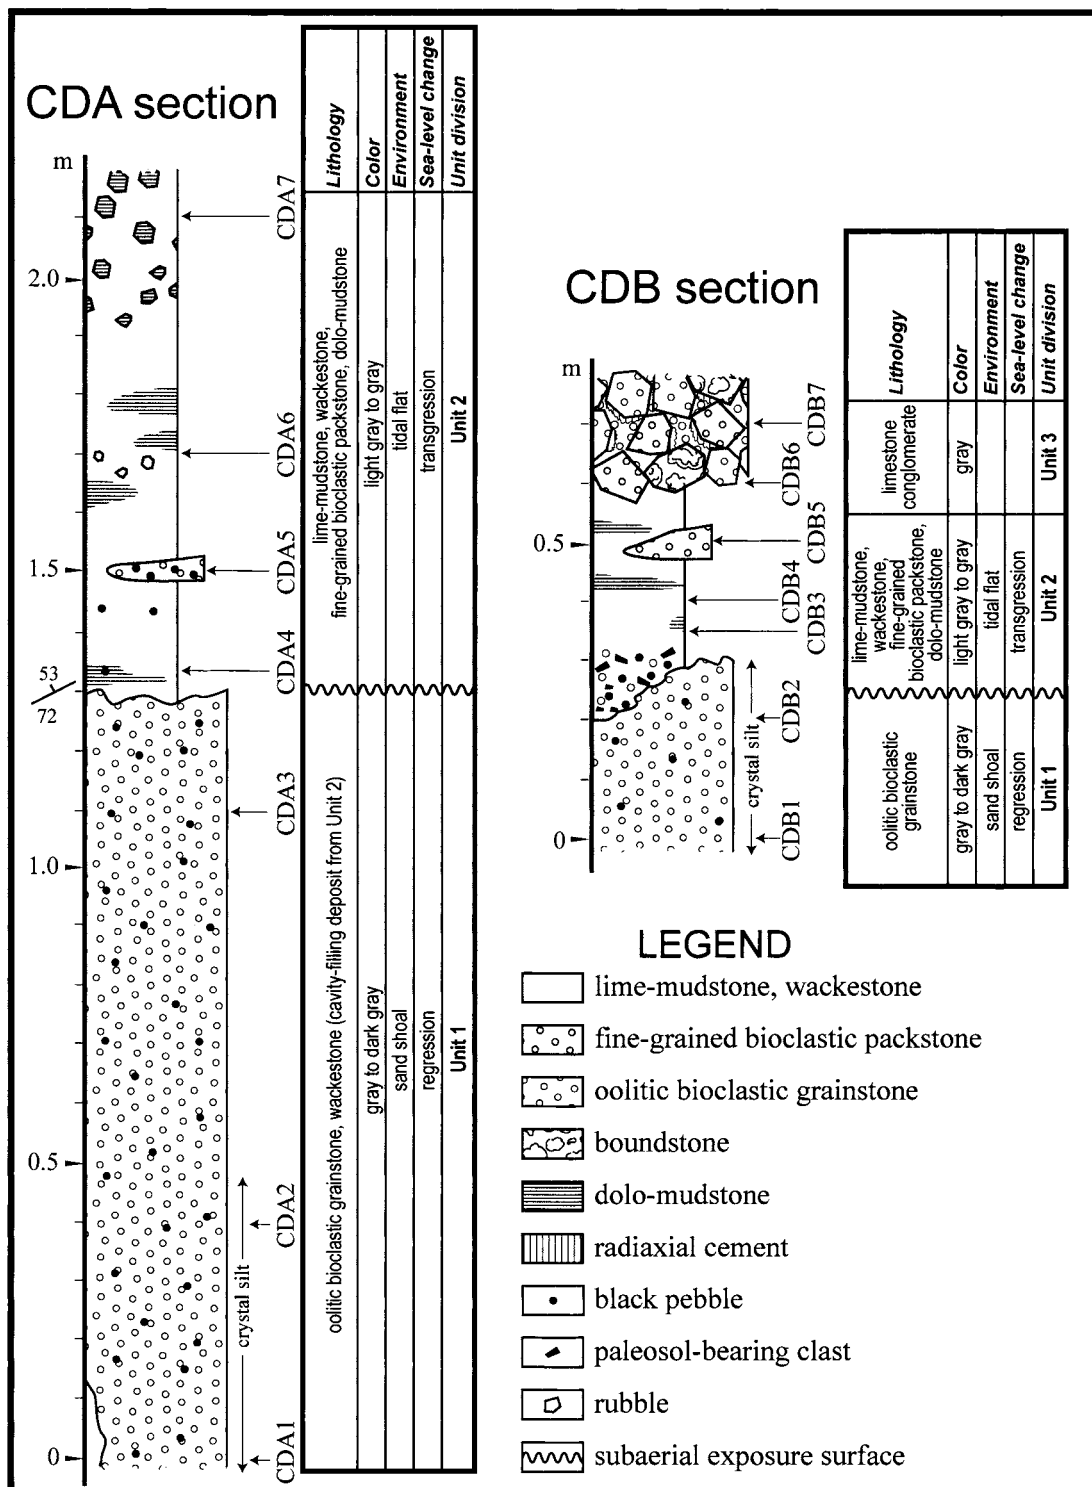 CDA section
m
2.0
1.5
53
72
1.0
0.5
0
CDA7
CDA6
CDA5
CDA4
CDA3
CDA2
CDA1
crystal silt
Lithology
Color
Environment
Sea-level change
Unit division
lime-mudstone, wackestone,
fine-grained bioclastic packstone, dolo-mudstone
light gray to gray
tidal flat
transgression
Unit 2
oolitic bioclastic grainstone, wackestone (cavity-filling deposit from Unit 2)
gray to dark gray
sand shoal
regression
Unit 1
CDB section
m
0.5
0
CDB7
CDB6
CDB5
CDB4
CDB3
CDB2
CDB1
crystal silt
Lithology
Color
Environment
Sea-level change
Unit division
limestone
conglomerate
gray
Unit 3
lime-mudstone,
wackestone,
fine-grained
bioclastic packstone,
dolo-mudstone
light gray to gray
tidal flat
transgression
Unit 2
oolitic bioclastic
grainstone
gray to dark gray
sand shoal
regression
Unit 1
LEGEND
lime-mudstone, wackestone
fine-grained bioclastic packstone
oolitic bioclastic grainstone
boundstone
dolo-mudstone
radiaxial cement
black pebble
paleosol-bearing clast
rubble
subaerial exposure surface